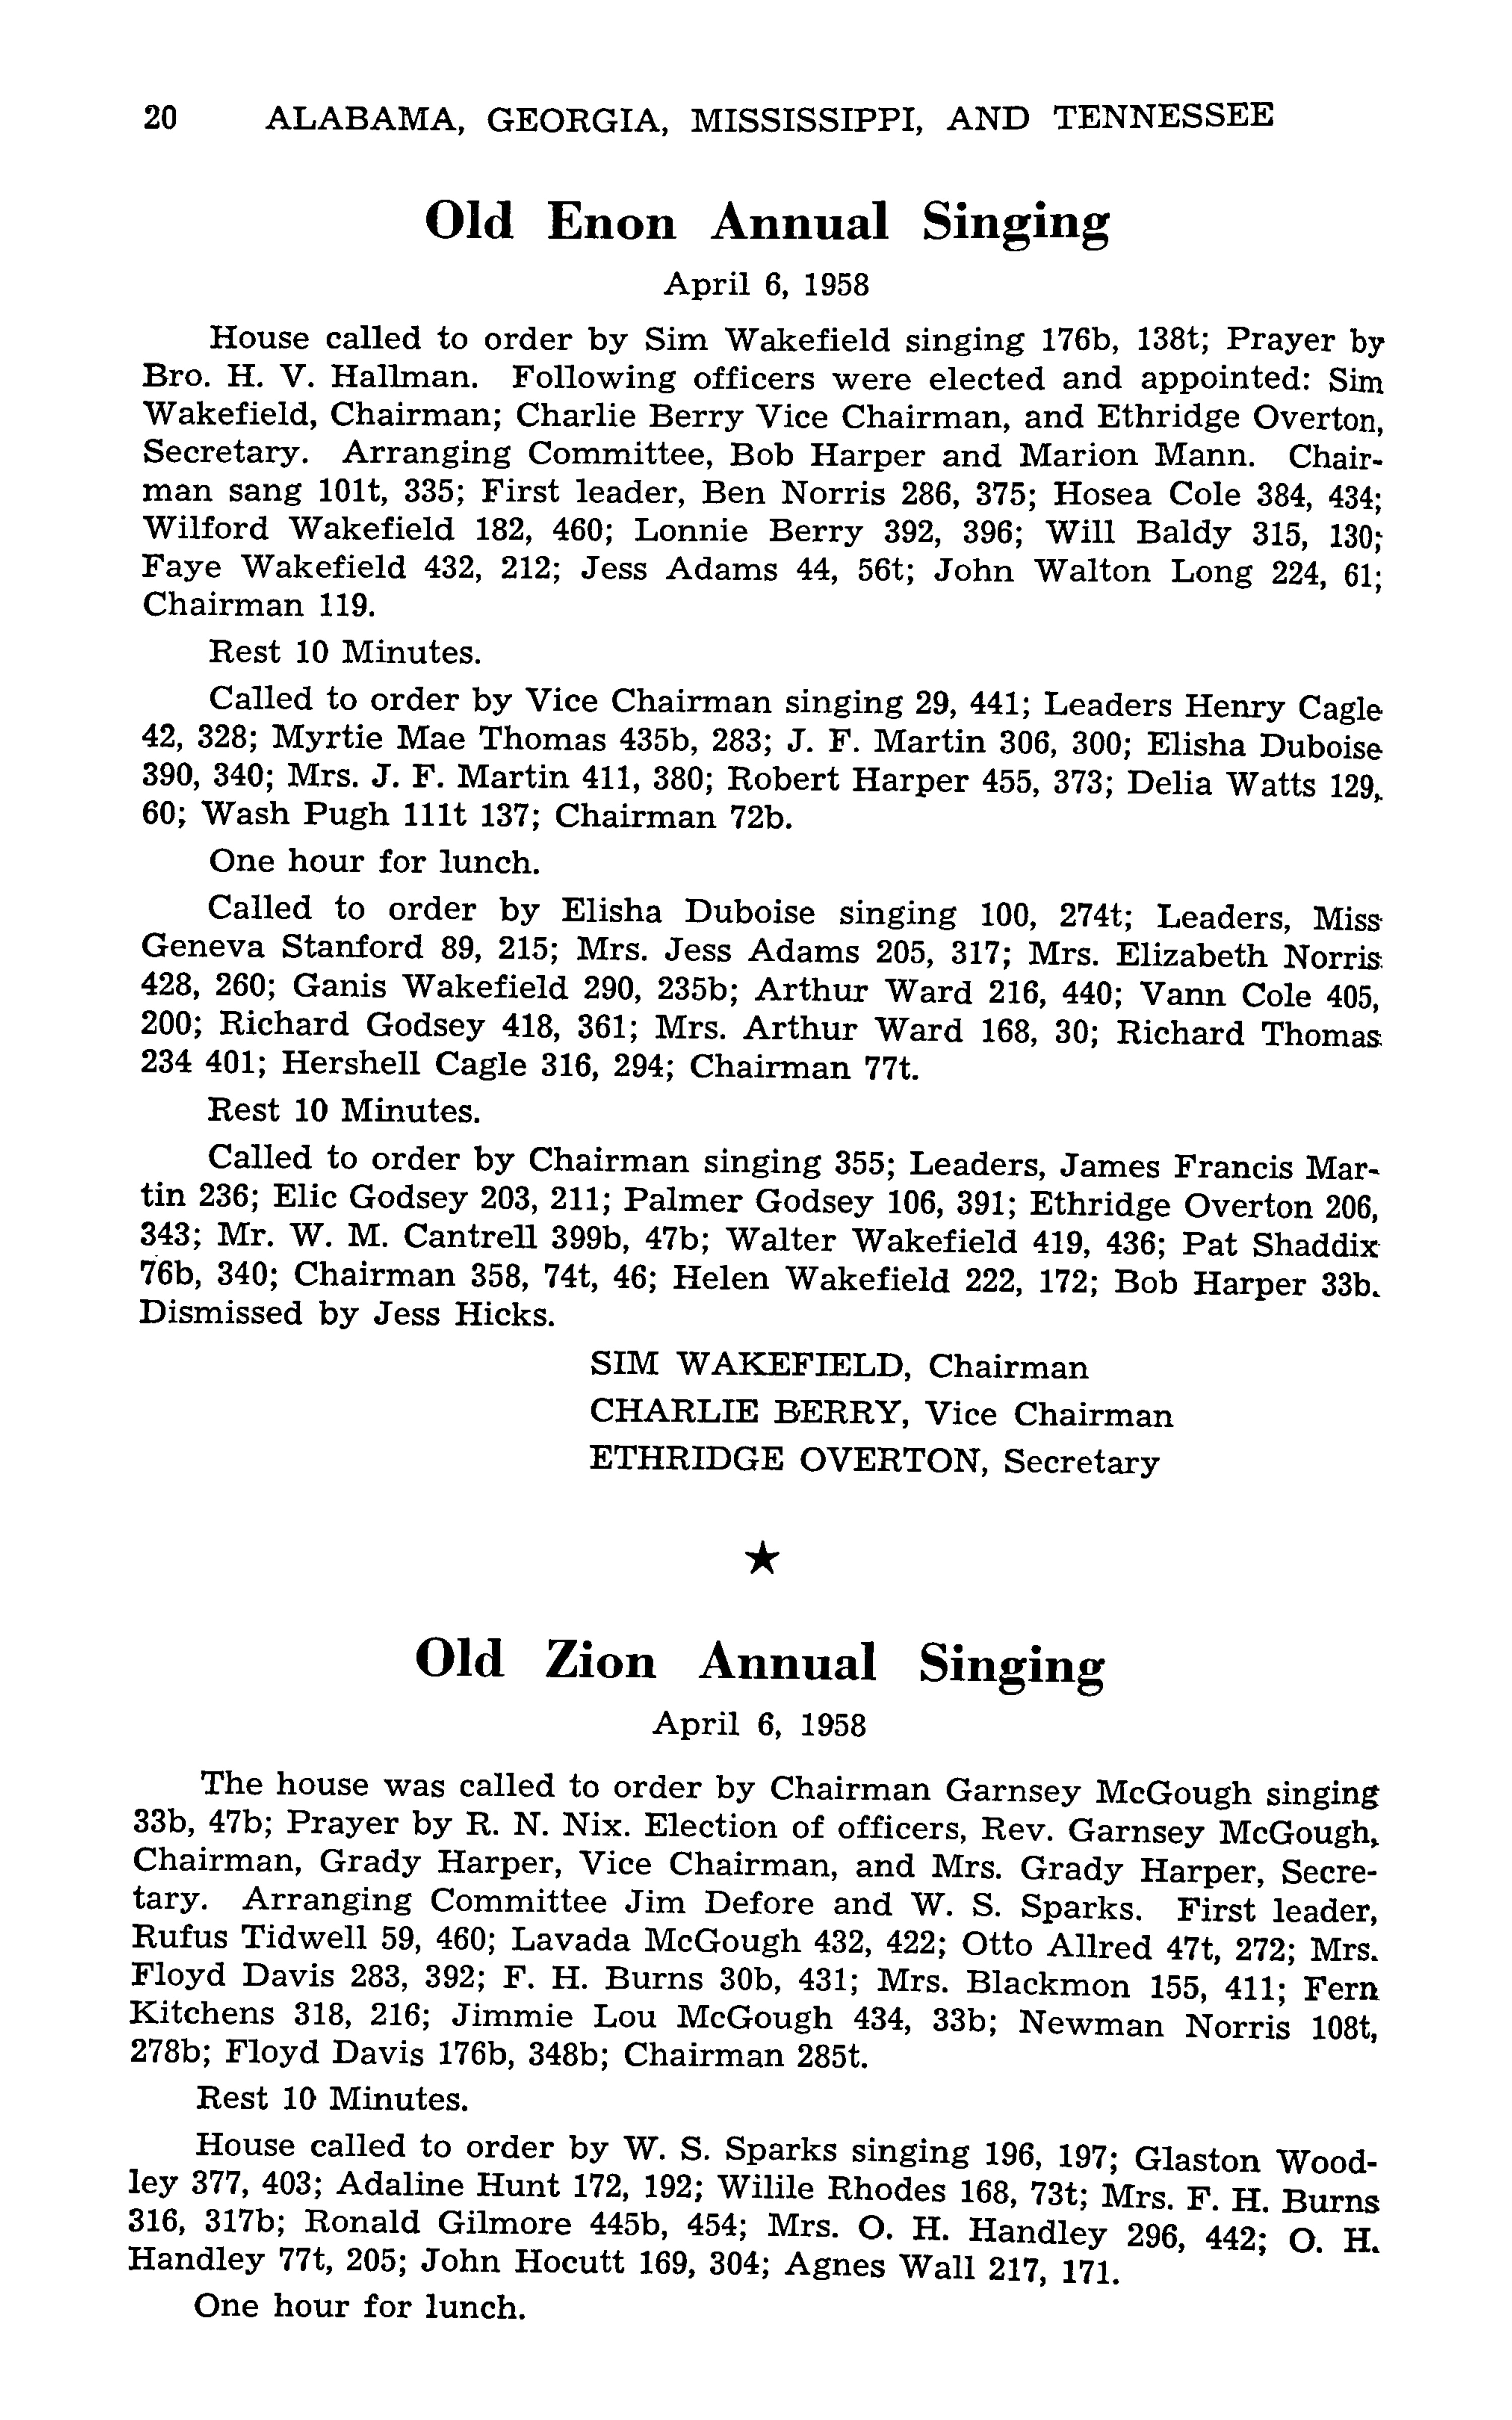 20 ALABAMA, GEORGIA, MISSISSIPPI, AND TENNESSEE
Old Enon Annual Singing
April 6, 1958
House called to order by Sim Wakefield singing 176b, 138t; Prayer by
Bro. H. V. Hallman. Following officers were elected and appointed: Sim
Wakefield, Chairman; Charlie Berry Vice Chairman, and Ethridge Overton,
Secretary. Arranging Committee, Bob Harper and Marion Mann. Chair-
man sang 101t, 335; First leader, Ben Norris 286, 375; Hosea Cole 384, 434;
Wilford Wakefield 182, 460; Lonnie Berry 392, 396; Will Baldy 315, 130;
Faye Wakefield 432, 212; Jess Adams 44, 56t; John Walton Long 224, 61;
Chairman 119.
Rest 10 Minutes.
Called to order by Vice Chairman singing 29, 441; Leaders Henry Cagle
42, 328; Myrtie Mae Thomas 435b, 283; J. F. Martin 306, 300; Elisha Duboise
390, 340; Mrs. J. F. Martin 411, 380; Robert Harper 455, 373; Delia Watts 129,
60; Wash Pugh 111t 137; Chairman 72b.
One hour for lunch.
Called to order by Elisha Duboise singing 100, 274t; Leaders, Miss
Geneva Stanford 89, 215; Mrs. Jess Adams 205, 317; Mrs. Elizabeth Norris
428, 260; Ganis Wakefield 290, 235b; Arthur Ward 216, 440; Vann Cole 405,
200; Richard Godsey 418, 361; Mrs. Arthur Ward 168, 30; Richard Thomas
234 401; Hershell Cagle 316, 294; Chairman 77t.
Rest 10 Minutes.
Called to order by Chairman singing 355; Leaders, James Francis Mar-
tin 236; Elic Godsey 203, 211; Palmer Godsey 106, 391; Ethridge Overton 206,
343; Mr. W. M. Cantrell 399b, 47b; Walter Wakefield 419, 436; Pat Shaddix
76b, 340; Chairman 358, 74t, 46; Helen Wakefield 222, 172; Bob Harper 33b.
Dismissed by Jess Hicks.
SIM WAKEFIELD, Chairman
CHARLIE BERRY, Vice Chairman
ETHRIDGE OVERTON, Secretary
★
Old Zion Annual Singing
April 6, 1958
The house was called to order by Chairman Garnsey McGough singing
33b, 47b; Prayer by R. N. Nix. Election of officers, Rev. Garnsey McGough,
Chairman, Grady Harper, Vice Chairman, and Mrs. Grady Harper, Secre-
tary. Arranging Committee Jim Defore and W. S. Sparks. First leader,
Rufus Tidwell 59, 460; Lavada McGough 432, 422; Otto Allred 47t, 272; Mrs.
Floyd Davis 283, 392; F. H. Burns 30b, 431; Mrs. Blackmon 155, 411; Fern
Kitchens 318, 216; Jimmie Lou McGough 434, 33b; Newman Norris 108t,
278b; Floyd Davis 176b, 348b; Chairman 285t.
Rest 10 Minutes.
House called to order by W. S. Sparks singing 196, 197; Glaston Wood-
ley 377, 403; Adaline Hunt 172, 192; Wilile Rhodes 168, 73t; Mrs. F. H. Burns
316, 317b; Ronald Gilmore 445b, 454; Mrs. O. H. Handley 296, 442; O. H.
Handley 77t, 205; John Hocutt 169, 304; Agnes Wall 217, 171.
One hour for lunch.